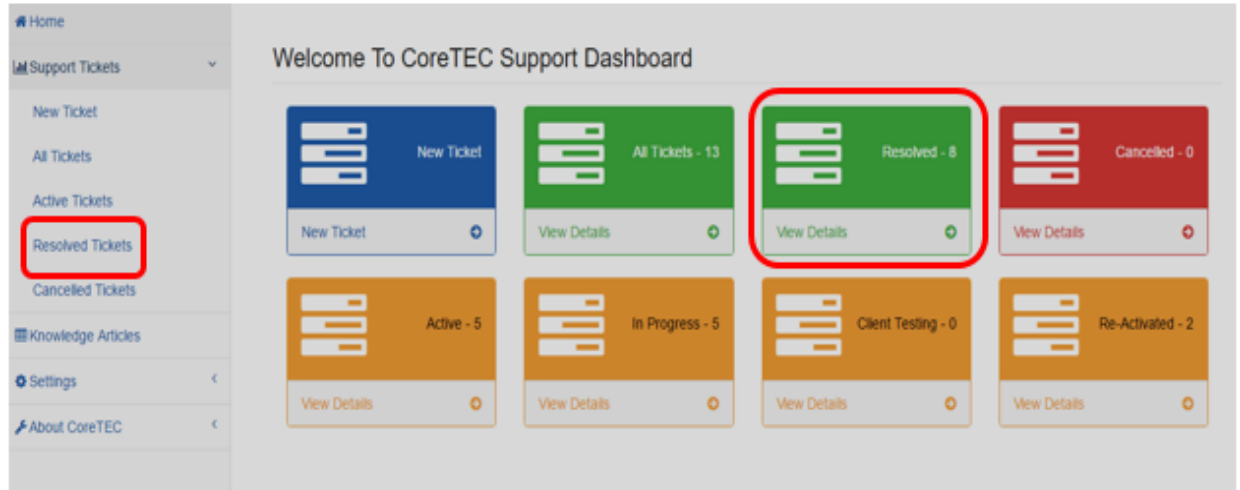 Home
Support Tickets
New Ticket
All Tickets
Active Tickets
Resolved Tickets
Cancelled Tickets
Knowledge Articles
Settings
About CoreTEC
Welcome To CoreTEC Support Dashboard
New Ticket
New Ticket
All Tickets - 13
View Details
Resolved - 8
View Details
Cancelled - 0
View Details
Active - 5
View Details
In Progress - 5
View Details
Client Testing - 0
View Details
Re-Activated - 2
View Details